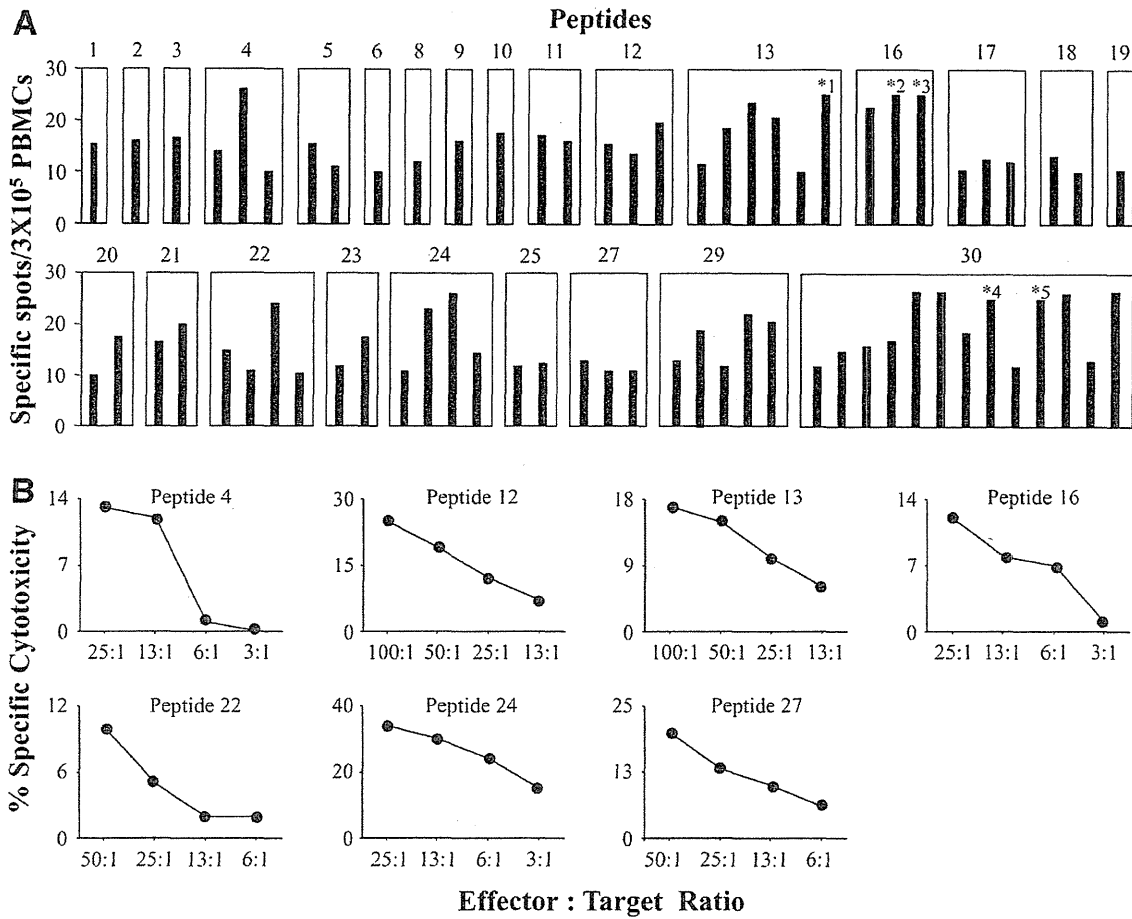 A
Peptides
1 2 3 4 5 6 8 9 10 11 12 13 16 17 18 19
30
20
10
0
*1 *2 *3
20 21 22 23 24 25 27 29 30
30
20
10
0
*4 *5
Specific spots/3X10⁵ PBMCs
B
% Specific Cytotoxicity
Peptide 4
14
7
0
25:1 13:1 6:1 3:1
Peptide 12
30
15
0
100:1 50:1 25:1 13:1
Peptide 13
18
9
0
100:1 50:1 25:1 13:1
Peptide 16
14
7
0
25:1 13:1 6:1 3:1
Peptide 22
12
6
0
50:1 25:1 13:1 6:1
Peptide 24
40
20
0
25:1 13:1 6:1 3:1
Peptide 27
25
13
0
50:1 25:1 13:1 6:1
Effector : Target Ratio